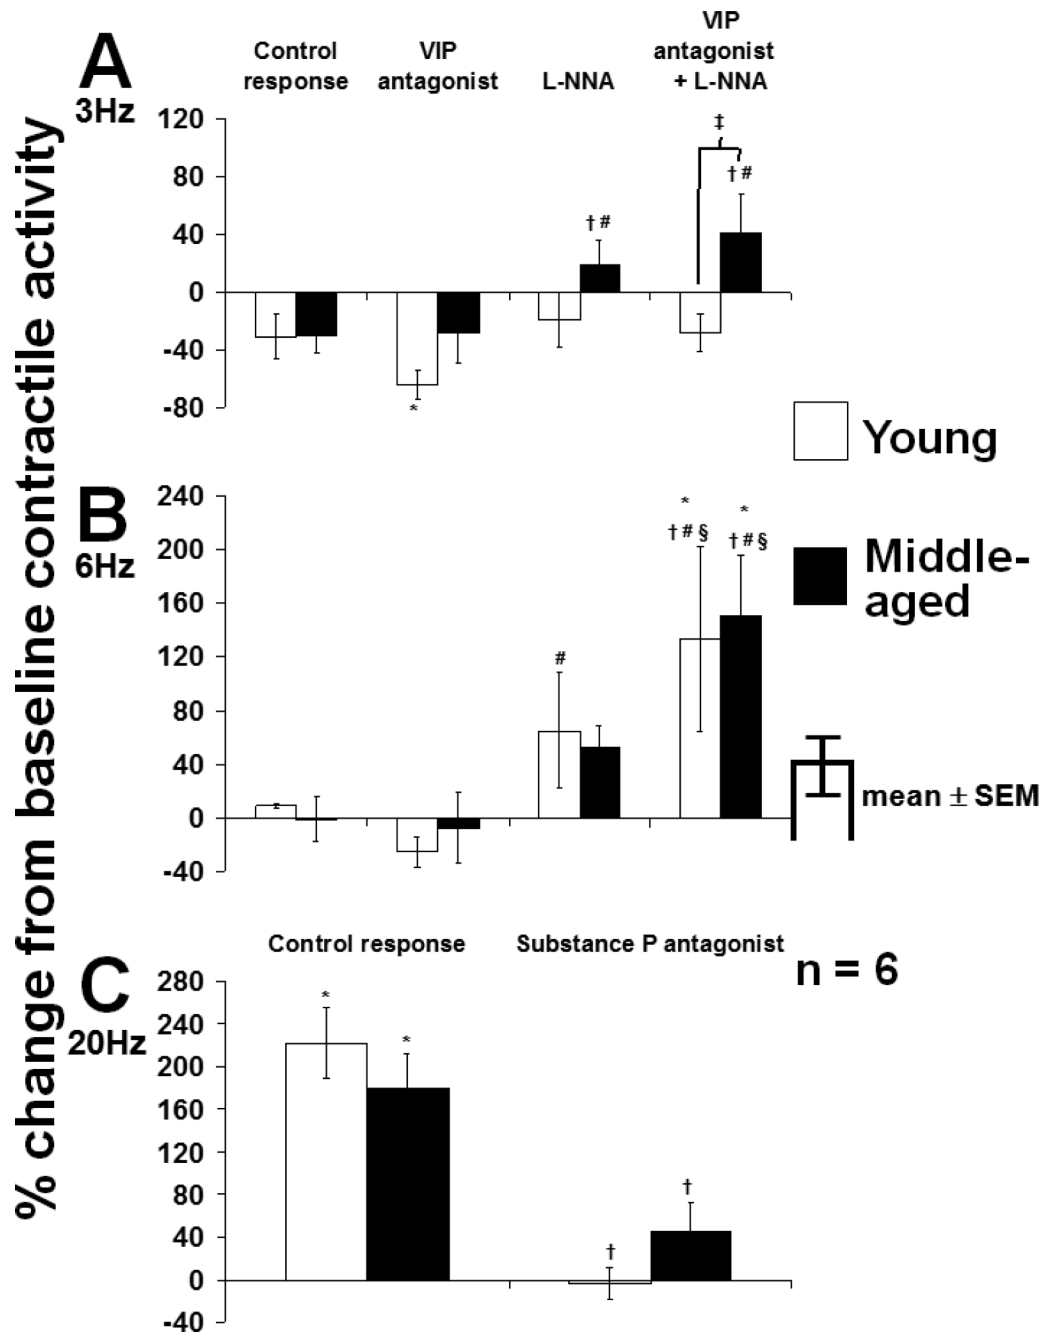 % change from baseline contractile activity
A
3Hz
Control
response
VIP
antagonist
L-NNA
VIP
antagonist
+ L-NNA
120
80
40
0
-40
-80
*
†#
‡
†#
Young
Middle-
aged
mean ± SEM
n = 6
B
6Hz
240
200
160
120
80
40
0
-40
#
*
†#§
*
†#§
C
20Hz
Control response
Substance P antagonist
280
240
200
160
120
80
40
0
-40
*
*
†
†